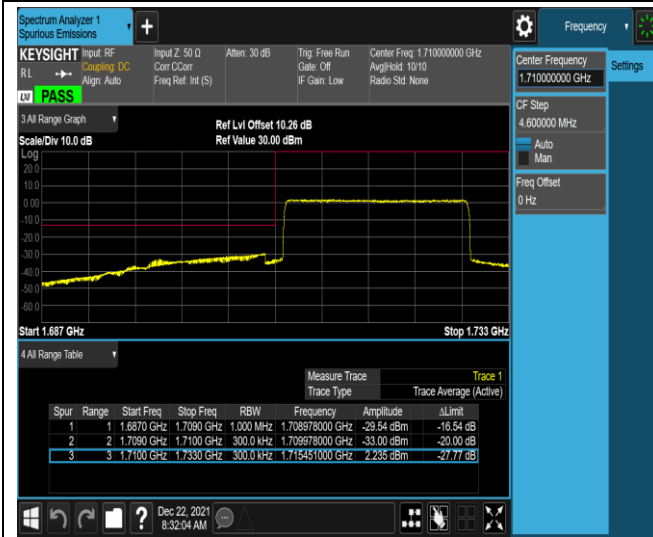 Spectrum Analyzer 1
Spurious Emissions
+
Frequency
KEYSIGHT
RL
Input: RF
Coupling: DC
Align: Auto
Input Z: 50 Ω
Corr CCorr
Freq Ref: Int (S)
Atten: 30 dB
Trig: Free Run
Gate: Off
IF Gain: Low
Center Freq: 1.710000000 GHz
Avg|Hold: 10/10
Radio Std: None
LXI PASS
Center Frequency
1.710000000 GHz
Settings
CF Step
4.600000 MHz
Auto
Man
Freq Offset
0 Hz
3 All Range Graph
Scale/Div 10.0 dB
Ref Lvl Offset 10.26 dB
Ref Value 30.00 dBm
Log
20.0
10.0
0.00
-10.0
-20.0
-30.0
-40.0
-50.0
-60.0
Start 1.687 GHz Stop 1.733 GHz
4 All Range Table
Measure Trace Trace 1
Trace Type Trace Average (Active)
Spur Range Start Freq Stop Freq RBW Frequency Amplitude ΔLimit
1 1 1.6870 GHz 1.7090 GHz 1.000 MHz 1.708978000 GHz -29.54 dBm -16.54 dB
2 2 1.7090 GHz 1.7100 GHz 300.0 kHz 1.709978000 GHz -33.00 dBm -20.00 dB
3 3 1.7100 GHz 1.7330 GHz 300.0 kHz 1.715451000 GHz 2.235 dBm -27.77 dB
?
Dec 22, 2021
8:32:04 AM